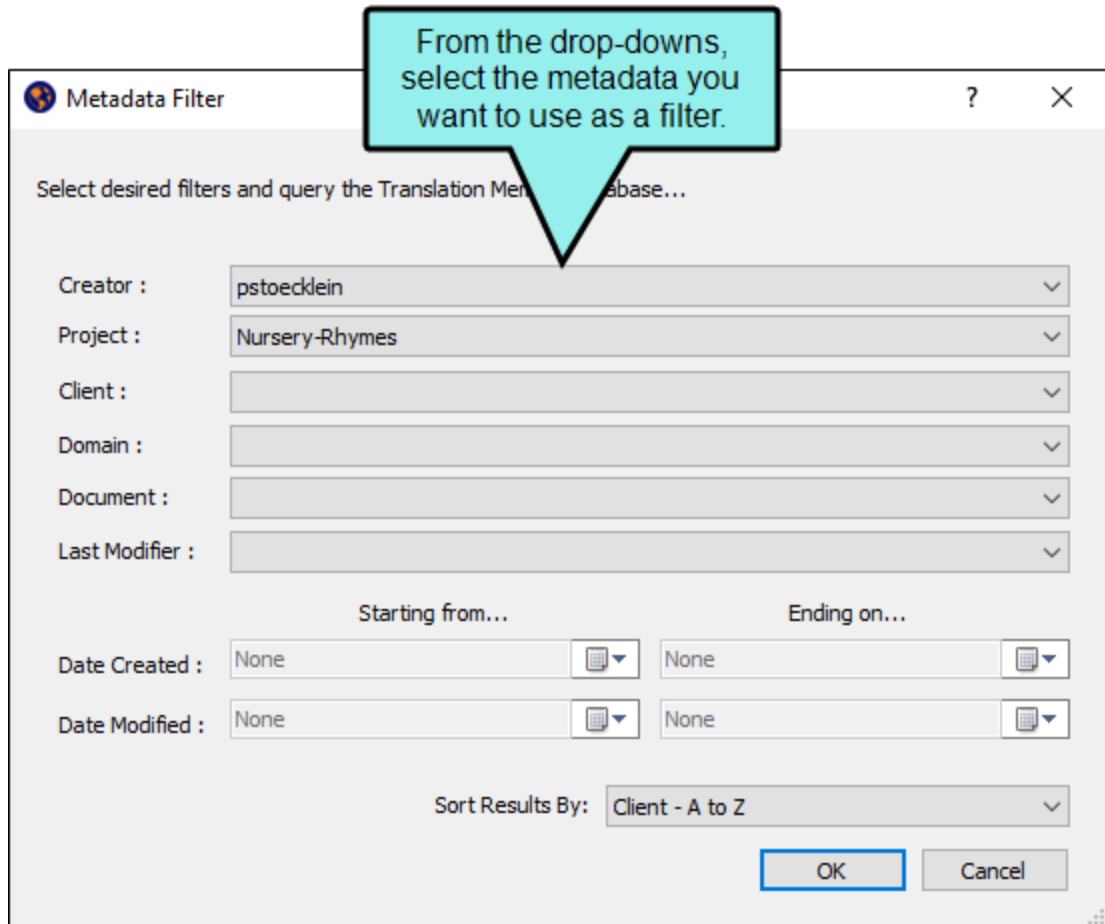 From the drop-downs,
select the metadata you
want to use as a filter.
Metadata Filter
?
Select desired filters and query the Translation Mem abase...
Creator :
pstoecklein
Project :
Nursery-Rhymes
Client :
Domain :
Document :
Last Modifier :
Starting from...
Ending on...
Date Created :
None
None
Date Modified :
None
None
Sort Results By:
Client - A to Z
OK
Cancel